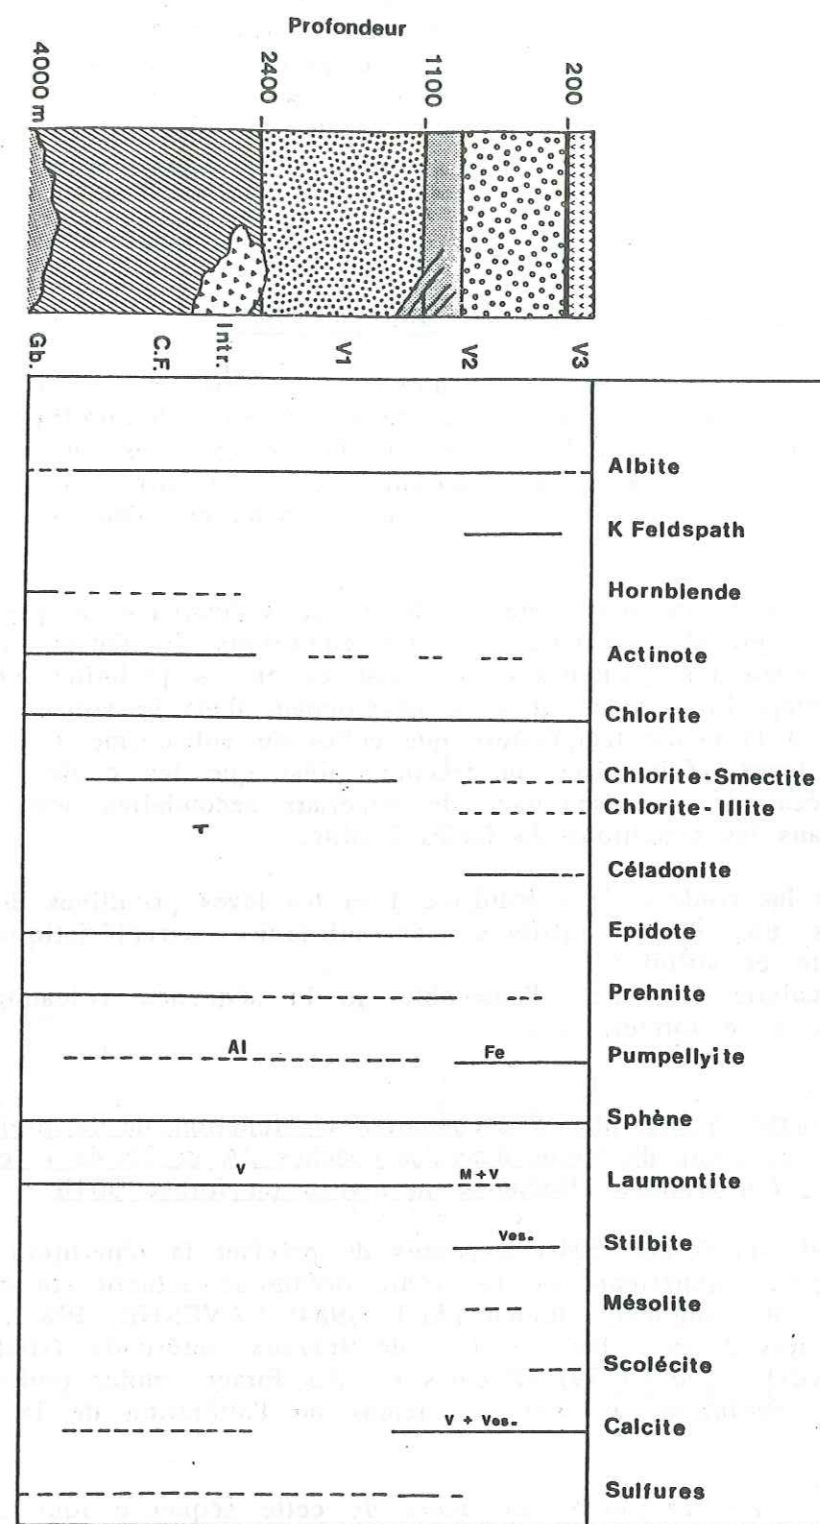 Profondeur
4000 m
2400
1100
200
Gb.
C.F.
Intr.
V1
V2
V3
Albite
K Feldspath
Hornblende
Actinote
Chlorite
Chlorite-Smectite
Chlorite-Illite
Céladonite
Epidote
Prehnite
Al Fe Pumpellyite
Sphène
v M+V Laumontite
Ves. Stilbite
Mésolite
Scolécite
V + Ves. Calcite
Sulfures